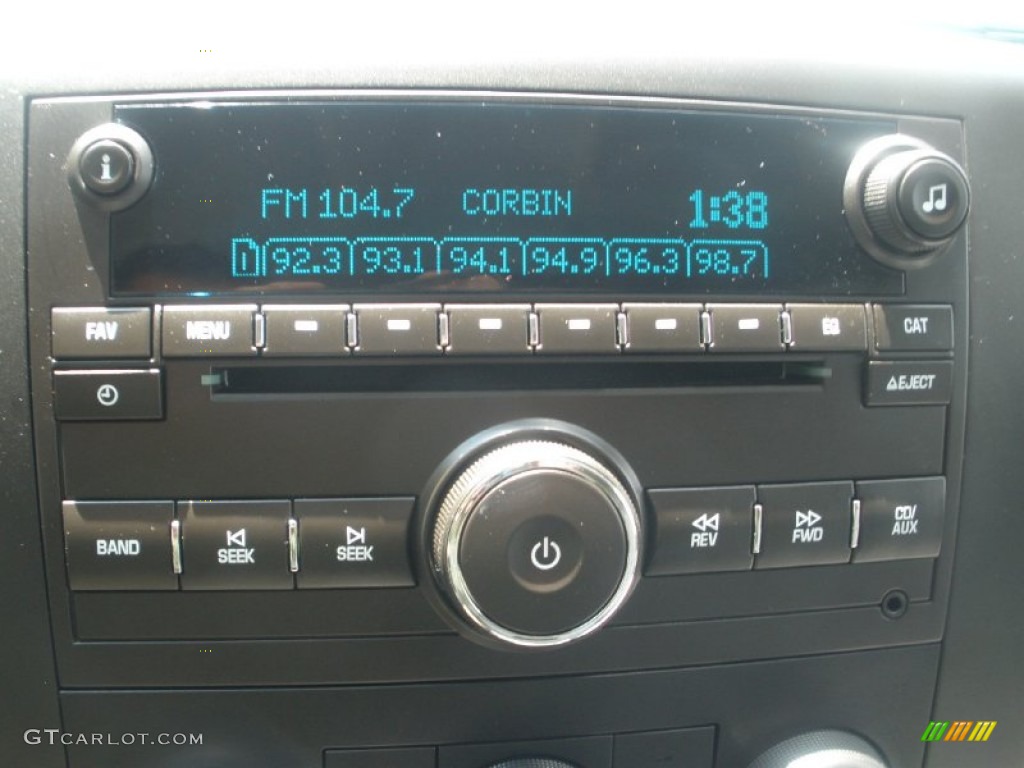 i
FM 104.7 CORBIN 1:38
1 92.3 93.1 94.1 94.9 96.3 98.7
FAV MENU EQ CAT
EJECT
BAND SEEK SEEK REV FWD CD/AUX
GTCARLOT.COM